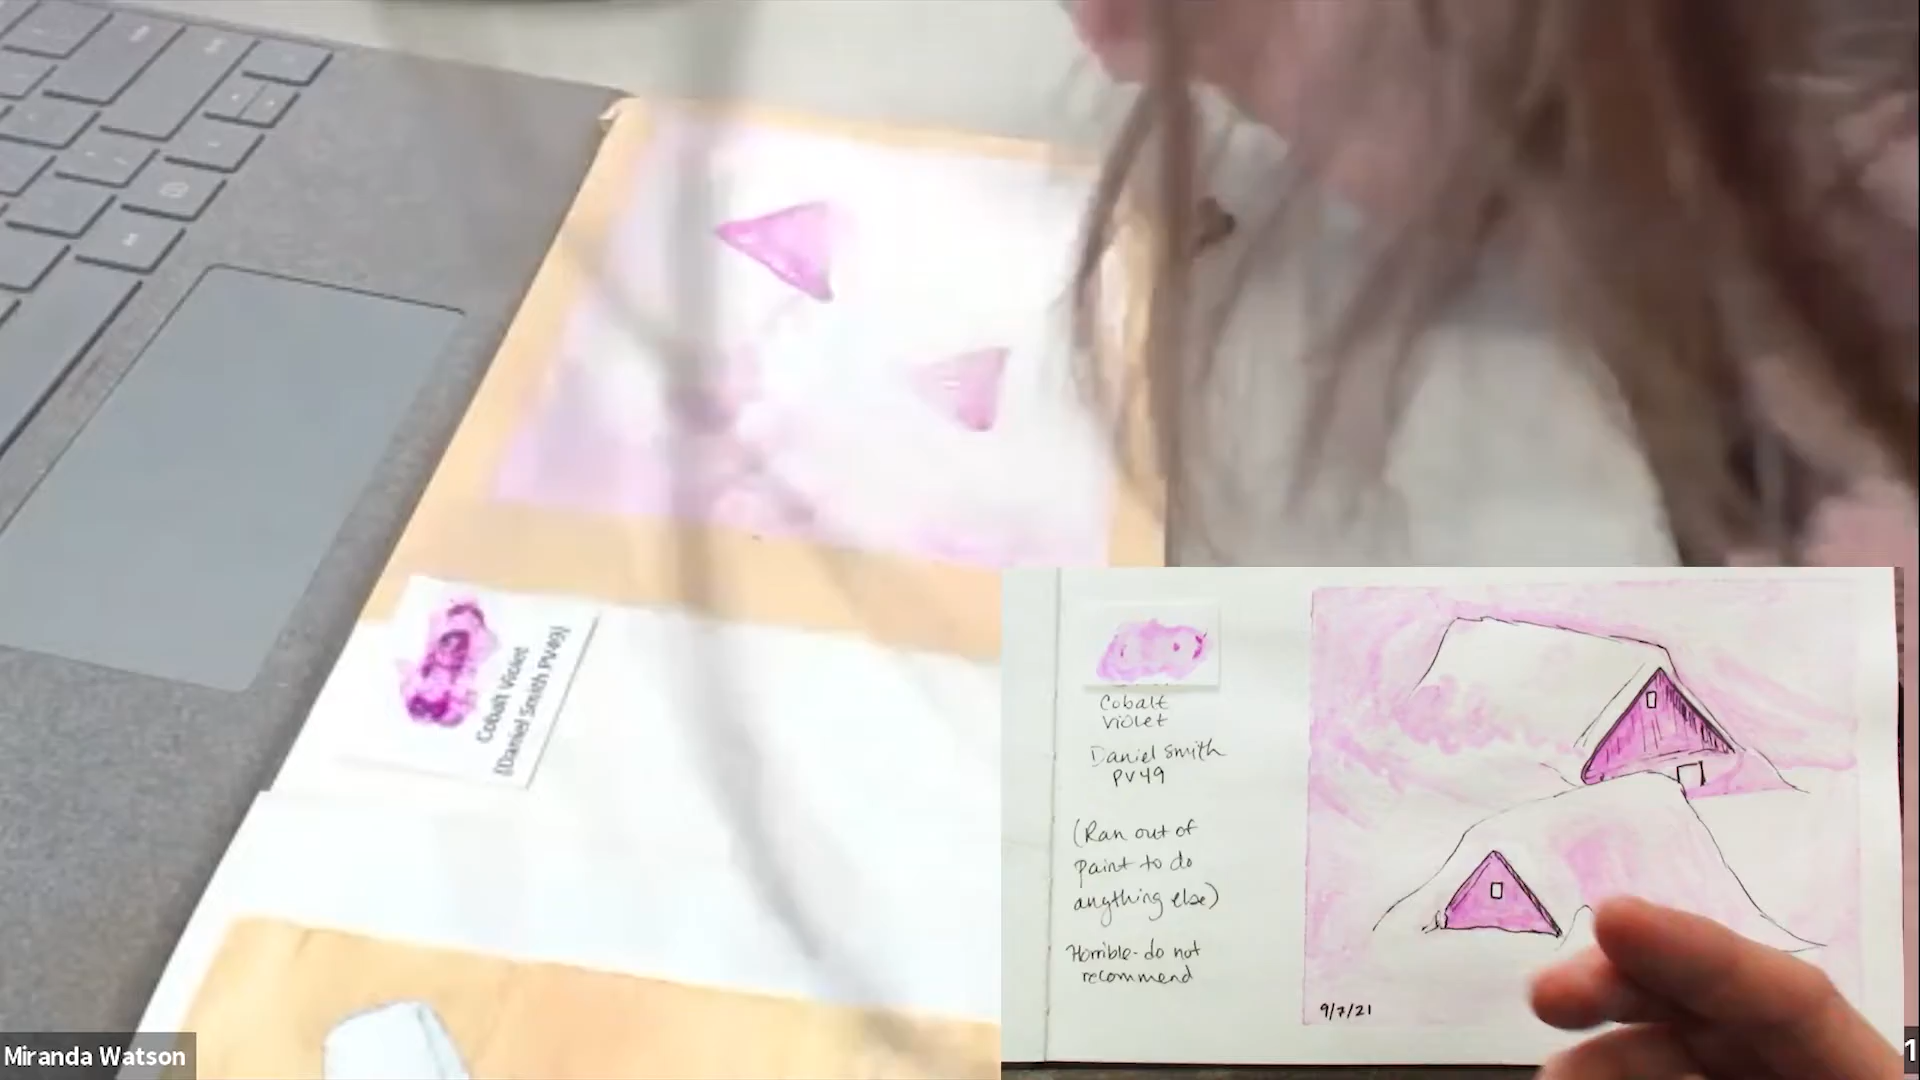 Cobalt Violet
(Daniel Smith PV49)
Cobalt
Violet
Daniel Smith
PV49
(Ran out of
paint to do
anything else)
Horrible - do not
recommend
9/7/21
Miranda Watson
1